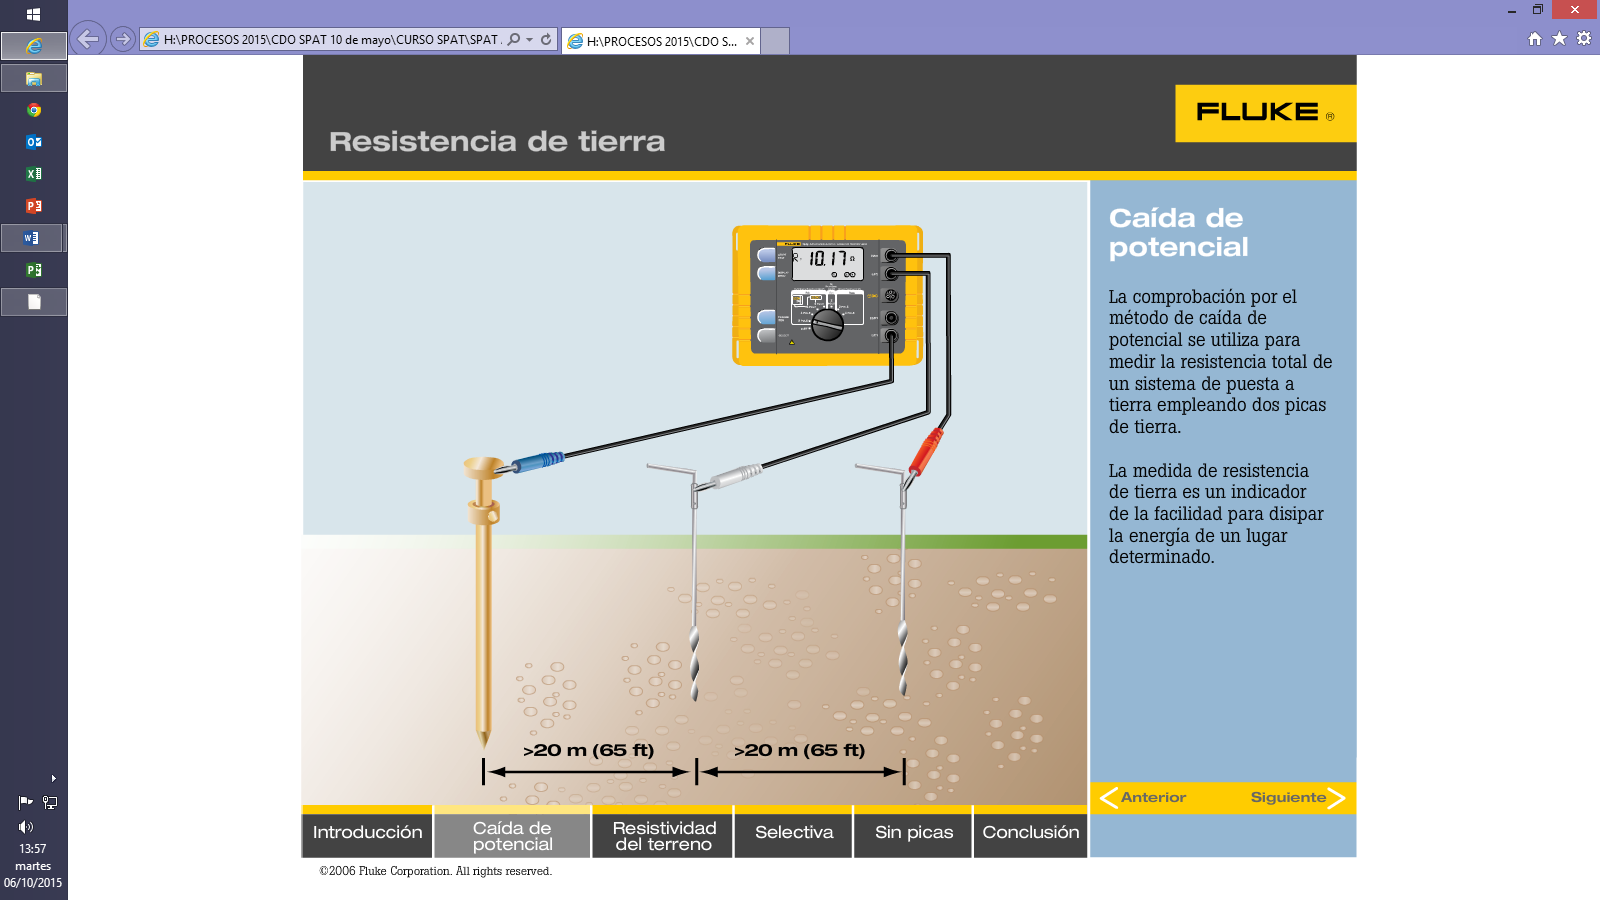 H:\PROCESOS 2015\CDO SPAT 10 de mayo\CURSO SPAT\SPAT
H:\PROCESOS 2015\CDO S...
Resistencia de tierra
FLUKE ®
FLUKE
10.17 Ω
Caída de
potencial
La comprobación por el
método de caída de
potencial se utiliza para
medir la resistencia total de
un sistema de puesta a
tierra empleando dos picas
de tierra.
La medida de resistencia
de tierra es un indicador
de la facilidad para disipar
la energía de un lugar
determinado.
>20 m (65 ft)
>20 m (65 ft)
Anterior
Siguiente
Introducción
Caída de
potencial
Resistividad
del terreno
Selectiva
Sin picas
Conclusión
©2006 Fluke Corporation. All rights reserved.
13:57
martes
06/10/2015